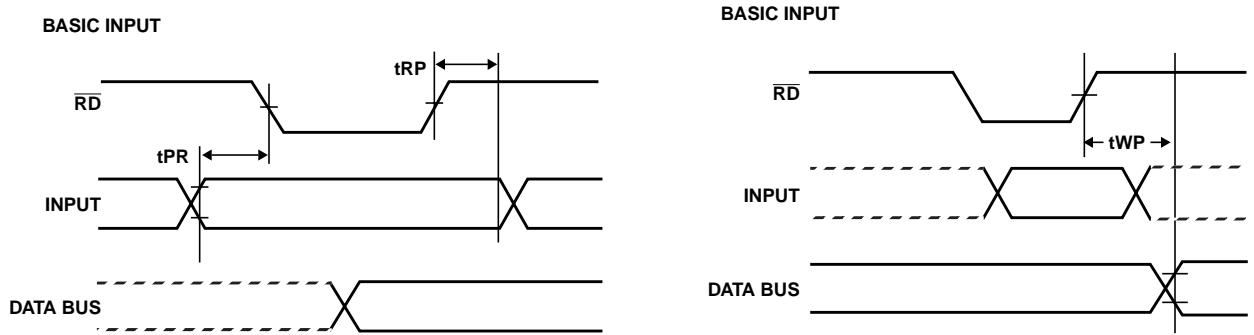 BASIC INPUT
tRP
RD
tPR
INPUT
DATA BUS
BASIC INPUT
RD
tWP
INPUT
DATA BUS